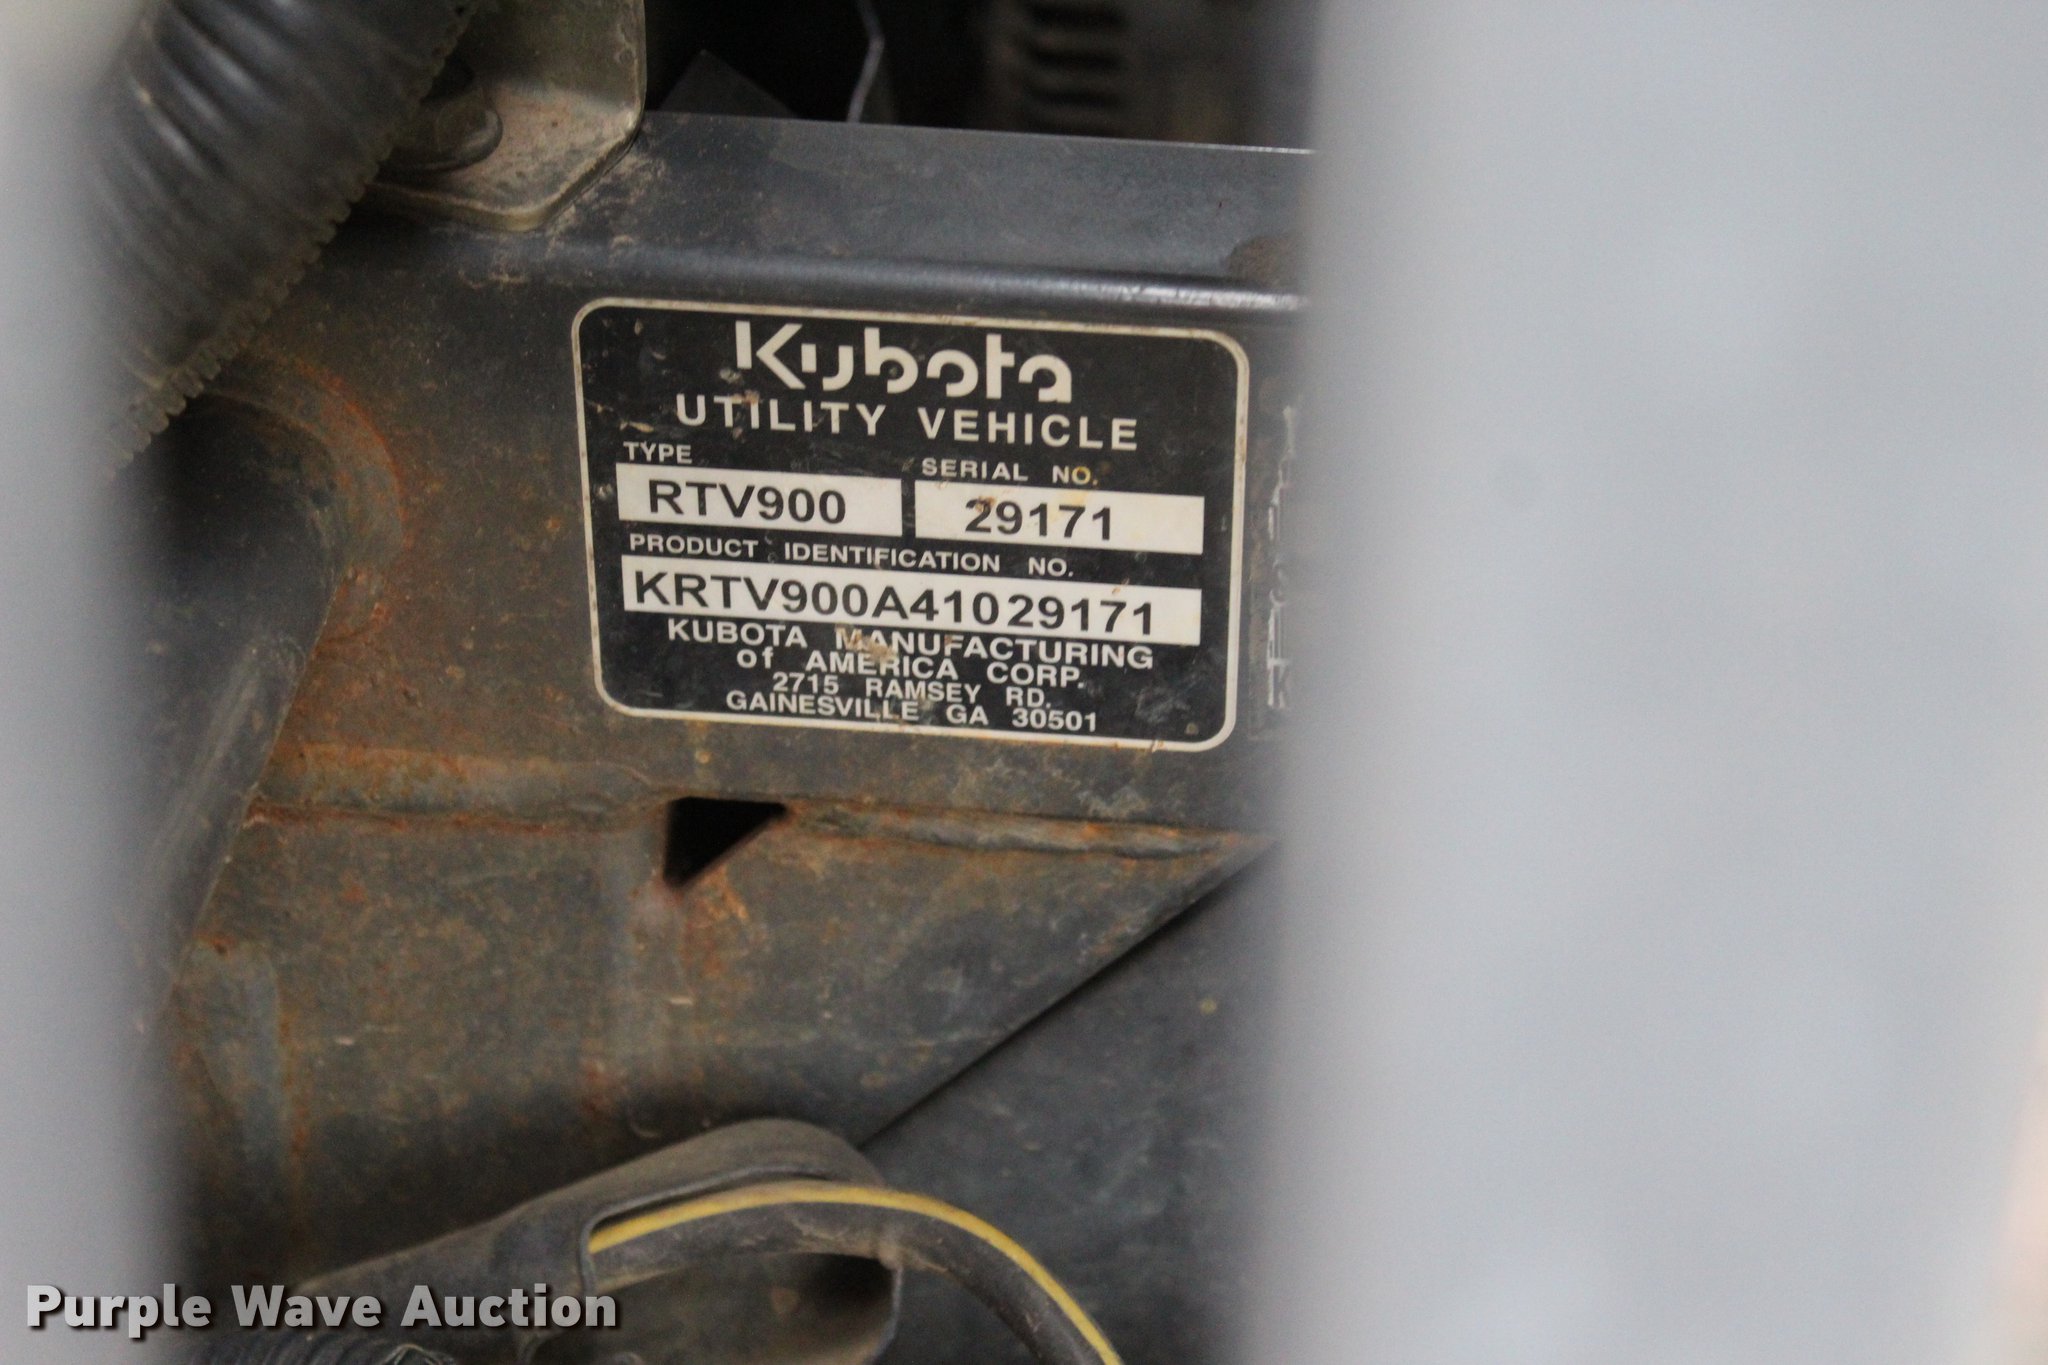 Kubota
UTILITY VEHICLE
TYPE SERIAL NO.
RTV900 29171
PRODUCT IDENTIFICATION NO.
KRTV900A41029171
KUBOTA MANUFACTURING
of AMERICA CORP.
2715 RAMSEY RD.
GAINESVILLE GA 30501
Purple Wave Auction